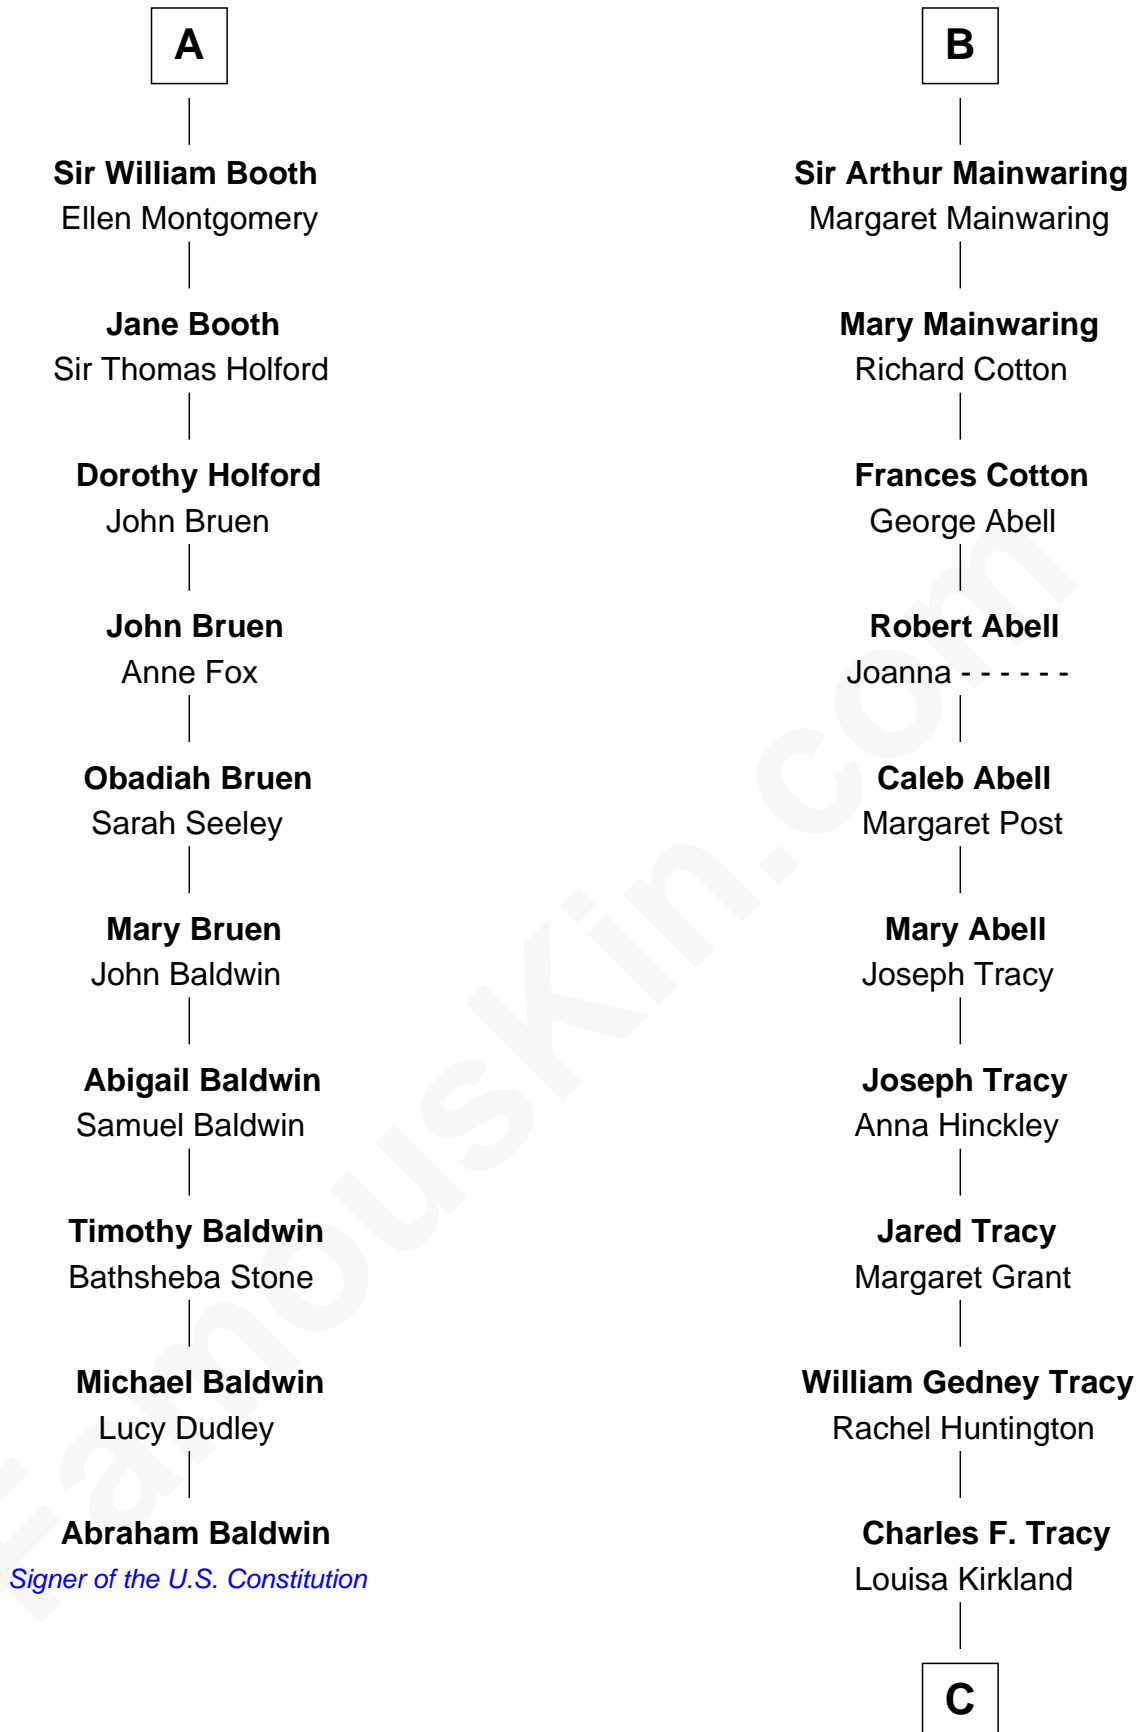 A
Sir William Booth
Ellen Montgomery
Jane Booth
Sir Thomas Holford
Dorothy Holford
John Bruen
John Bruen
Anne Fox
Obadiah Bruen
Sarah Seeley
Mary Bruen
John Baldwin
Abigail Baldwin
Samuel Baldwin
Timothy Baldwin
Bathsheba Stone
Michael Baldwin
Lucy Dudley
Abraham Baldwin
Signer of the U.S. Constitution
B
Sir Arthur Mainwaring
Margaret Mainwaring
Mary Mainwaring
Richard Cotton
Frances Cotton
George Abell
Robert Abell
Joanna - - - - - -
Caleb Abell
Margaret Post
Mary Abell
Joseph Tracy
Joseph Tracy
Anna Hinckley
Jared Tracy
Margaret Grant
William Gedney Tracy
Rachel Huntington
Charles F. Tracy
Louisa Kirkland
C
FamousKin.com